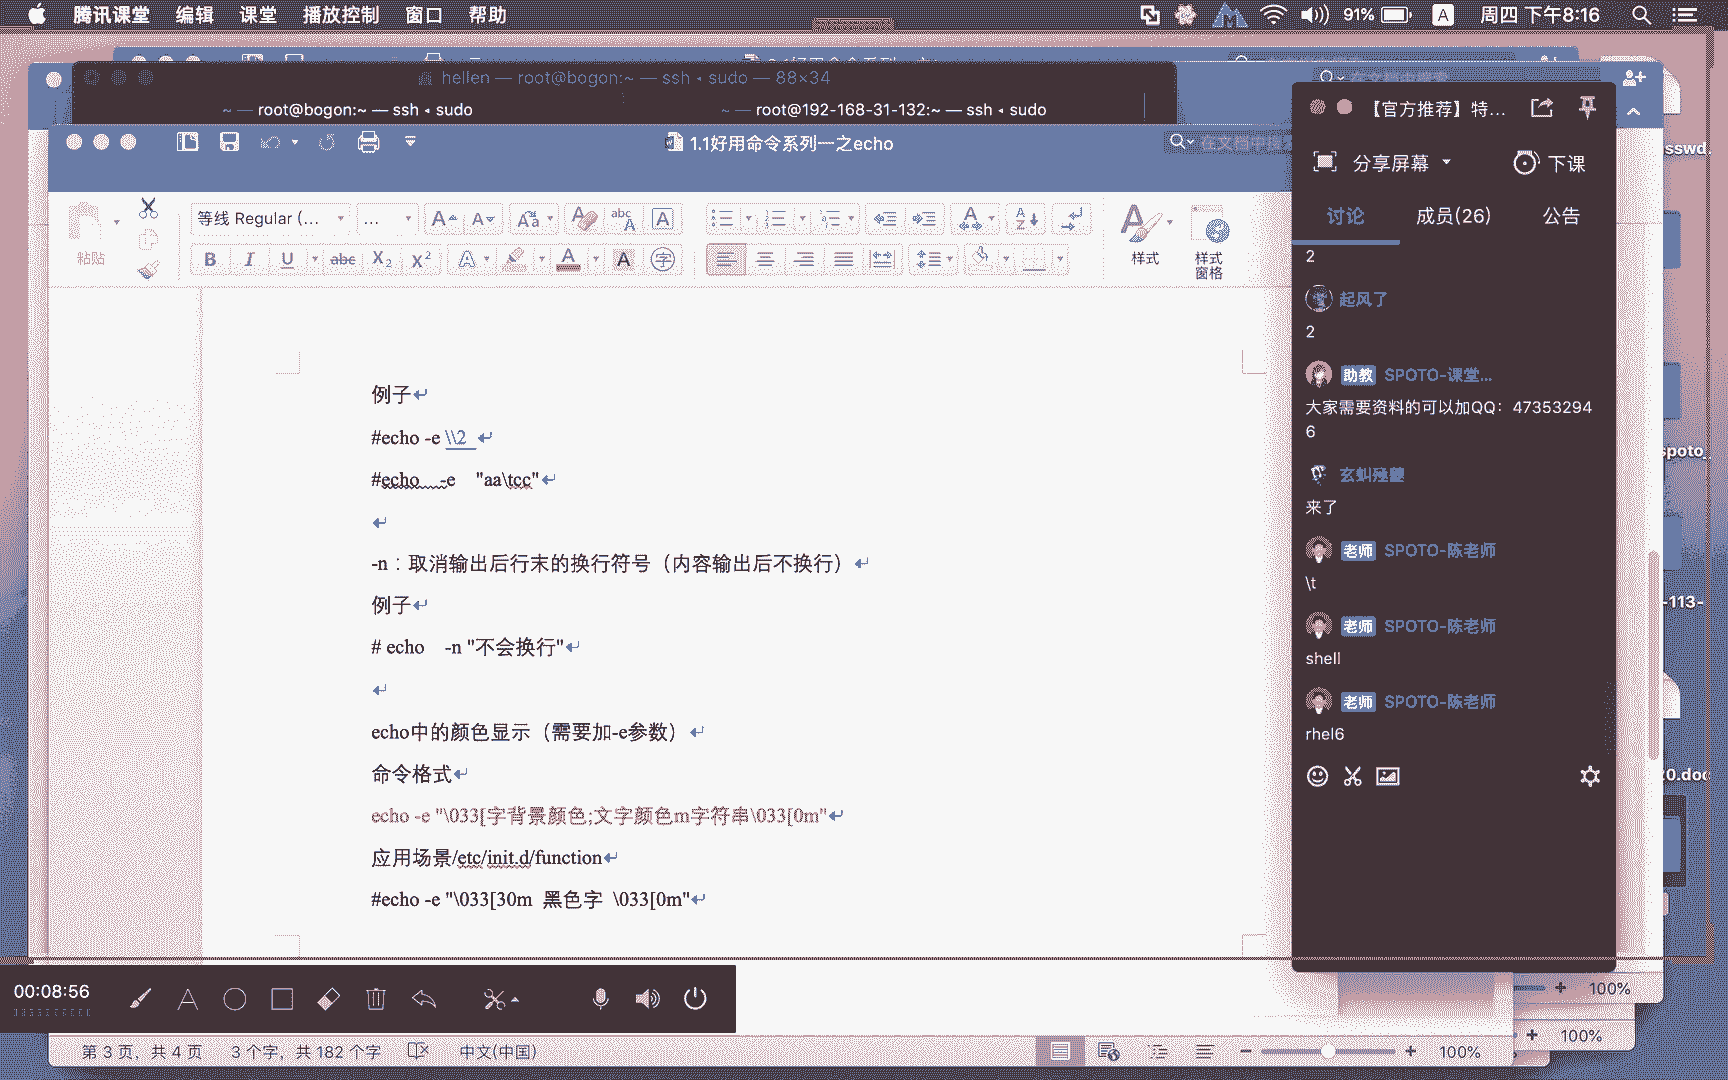 腾讯课堂 编辑 课堂 播放控制 窗口 帮助
91% A 周四 下午8:16
hellen — root@bogon:~ — ssh ◂ sudo — 88×34
~ — root@bogon:~ — ssh ◂ sudo
~ — root@192-168-31-132:~ — ssh ◂ sudo
1.1好用命令系列一之echo
粘贴
等线 Regular (...
样式
样式
窗格
例子
#echo -e \\2
#echo -e "aa\tcc"
-n：取消输出后行末的换行符号（内容输出后不换行）
例子
# echo -n "不会换行"
echo中的颜色显示（需要加-e参数）
命令格式
echo -e "\033[字背景颜色;文字颜色m字符串\033[0m"
应用场景/etc/init.d/function
#echo -e "\033[30m 黑色字 \033[0m"
【官方推荐】特...
分享屏幕
下课
讨论 成员(26) 公告
2
起风了
2
助教 SPOTO-课堂...
大家需要资料的可以加QQ：47353294
6
来了
老师 SPOTO-陈老师
\t
老师 SPOTO-陈老师
shell
老师 SPOTO-陈老师
rhel6
sswd.
spoto_
-113-
0.doc
00:08:56
第 3 页，共 4 页 3 个字，共 182 个字 中文(中国)
100%
100%
100%